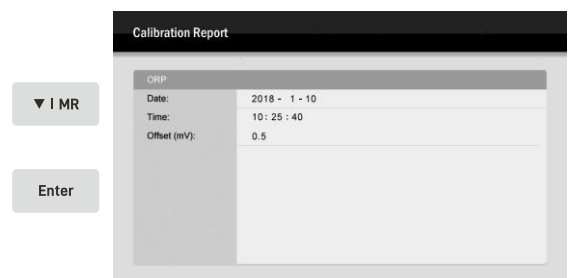 Calibration Report
ORP
▼ | MR
Date: 2018 - 1 - 10
Time: 10 : 25 : 40
Offset (mV): 0.5
Enter